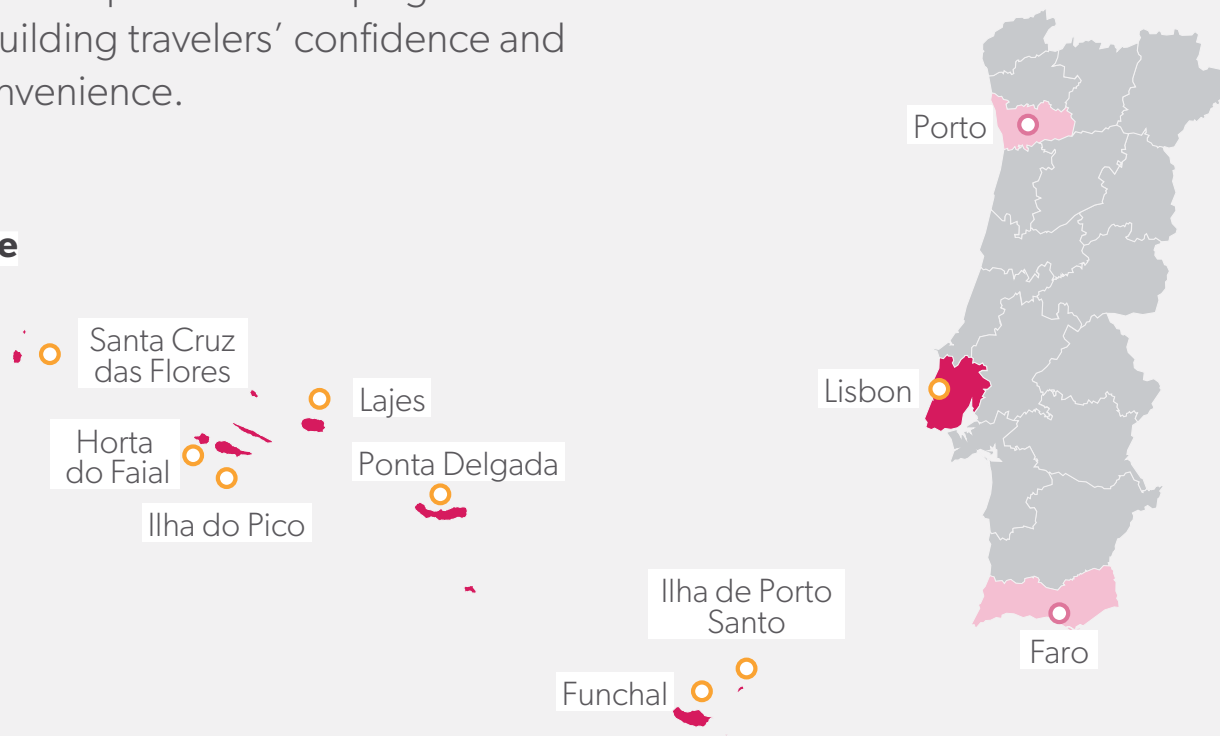 uilding travelers’ confidence and
nvenience.
e
Porto
Santa Cruz
das Flores
Lajes
Lisbon
Horta
do Faial
Ponta Delgada
Ilha do Pico
Ilha de Porto
Santo
Faro
Funchal